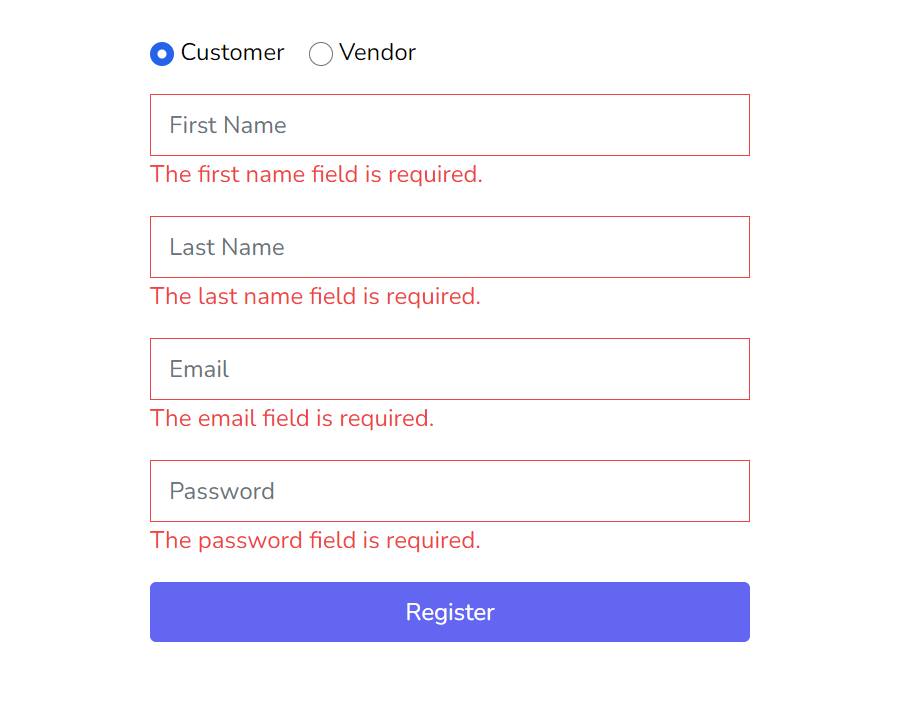 Customer Vendor
First Name
The first name field is required.
Last Name
The last name field is required.
Email
The email field is required.
Password
The password field is required.
Register